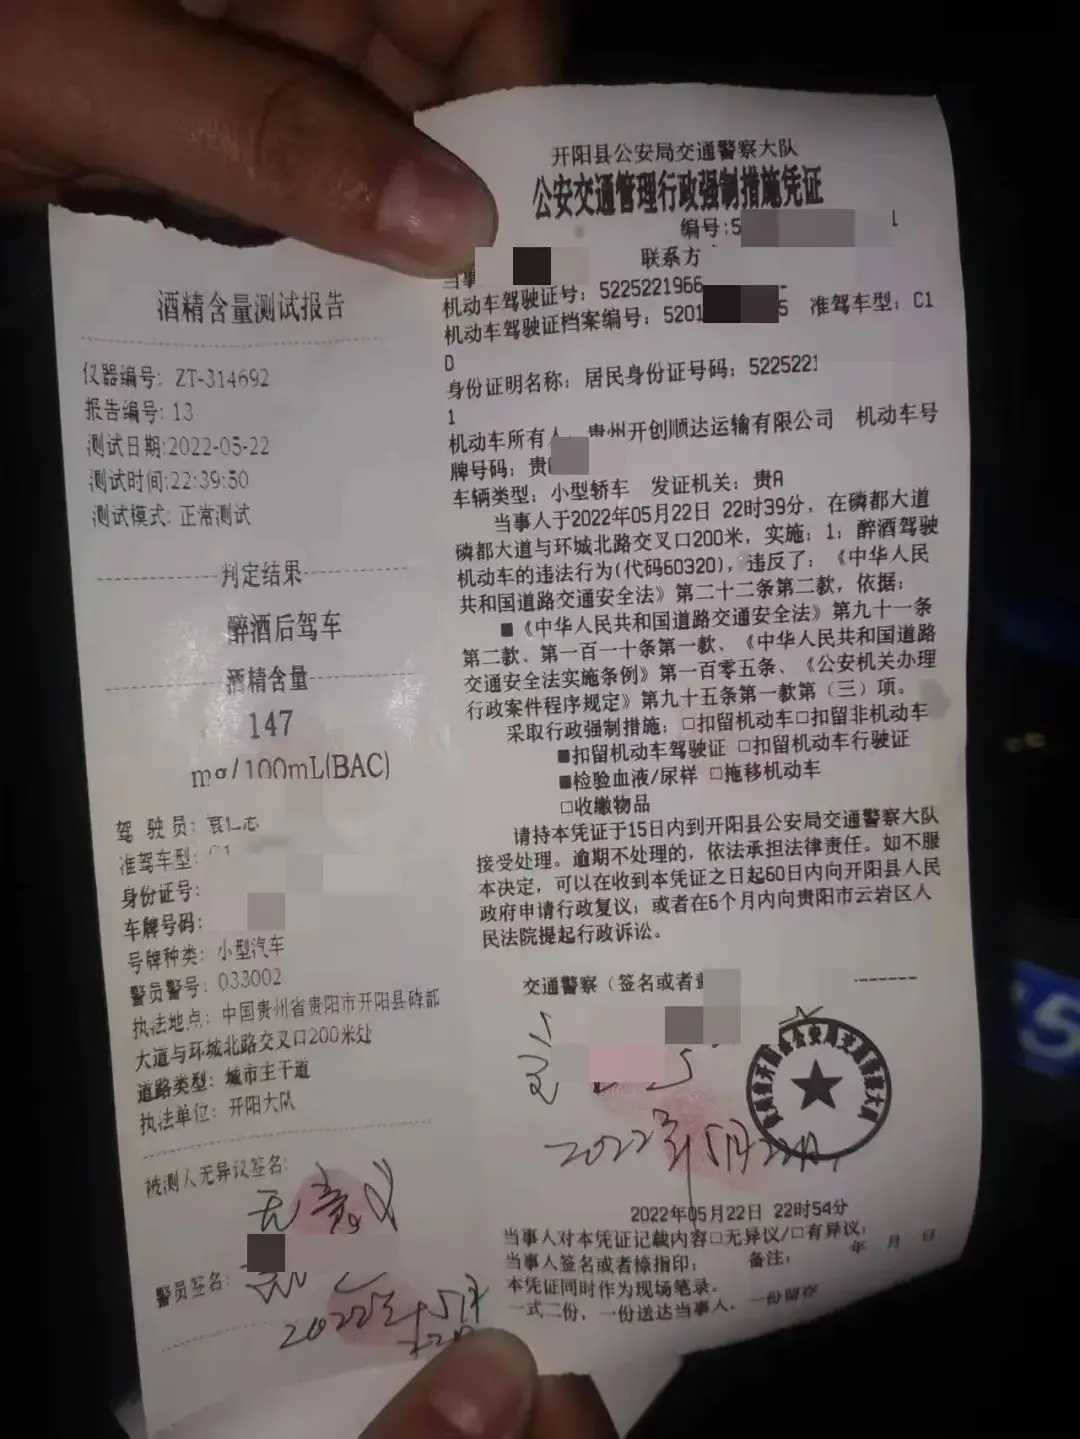 酒精含量测试报告
仪器编号: ZT-314692
报告编号: 13
测试日期:2022-05-22
测试时间:22:39:50
测试模式: 正常测试
判定结果
醉酒后驾车
酒精含量
147
mg/100mL(BAC)
驾 驶 员:
准驾车型: C1
身份证号:
车牌号码:
号牌种类: 小型汽车
警员警号: 033002
执法地点: 中国贵州省贵阳市开阳县磷都
大道与环城北路交叉口200米处
道路类型: 城市主干道
执法单位: 开阳大队
被测人无异议签名:
无意义
警员签名:
2022年5月
22日
开阳县公安局交通警察大队
公安交通管理行政强制措施凭证
编号:5 1
当事 联系方
机动车驾驶证号: 5225221966
机动车驾驶证档案编号: 5201 5 准驾车型: C1
D
身份证明名称: 居民身份证号码: 5225221
1
机动车所有人 贵州开创顺达运输有限公司 机动车号
牌号码: 贵
车辆类型: 小型轿车 发证机关: 贵A
当事人于2022年05月22日 22时39分, 在磷都大道
磷都大道与环城北路交叉口200米, 实施: 1; 醉酒驾驶
机动车的违法行为(代码60320), 违反了: 《中华人民
共和国道路交通安全法》第二十二条第二款, 依据:
■《中华人民共和国道路交通安全法》第九十一条
第二款、第一百一十条第一款、《中华人民共和国道路
交通安全法实施条例》第一百零五条、《公安机关办理
行政案件程序规定》第九十五条第一款第（三）项。
采取行政强制措施: □扣留机动车□扣留非机动车
■扣留机动车驾驶证 □扣留机动车行驶证
■检验血液/尿样 □拖移机动车
□收缴物品
请持本凭证于15日内到开阳县公安局交通警察大队
接受处理。逾期不处理的, 依法承担法律责任。如不服
本决定, 可以在收到本凭证之日起60日内向开阳县人民
政府申请行政复议; 或者在6个月内向贵阳市云岩区人
民法院提起行政诉讼。
交通警察（签名或者盖
2022年5月22日
2022年05月22日 22时54分
当事人对本凭证记载内容□无异议/□有异议,
当事人签名或者捺指印: 备注: 年 月 日
本凭证同时作为现场笔录。
一式二份, 一份送达当事人, 一份留存